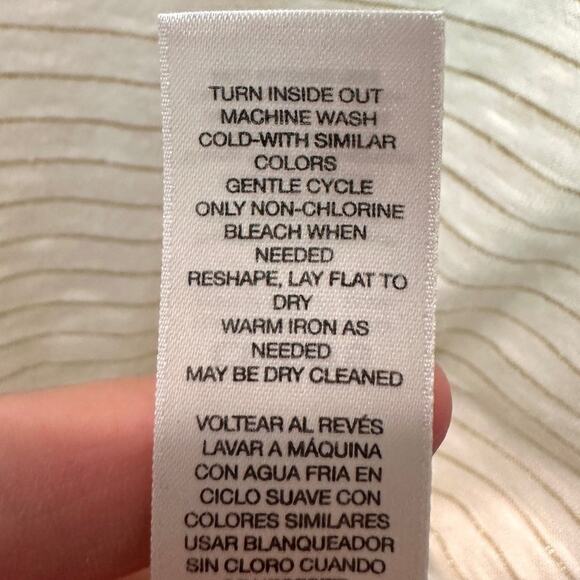 TURN INSIDE OUT
MACHINE WASH
COLD-WITH SIMILAR
COLORS
GENTLE CYCLE
ONLY NON-CHLORINE
BLEACH WHEN
NEEDED
RESHAPE, LAY FLAT TO
DRY
WARM IRON AS
NEEDED
MAY BE DRY CLEANED
VOLTEAR AL REVÉS
LAVAR A MÁQUINA
CON AGUA FRIA EN
CICLO SUAVE CON
COLORES SIMILARES
USAR BLANQUEADOR
SIN CLORO CUANDO